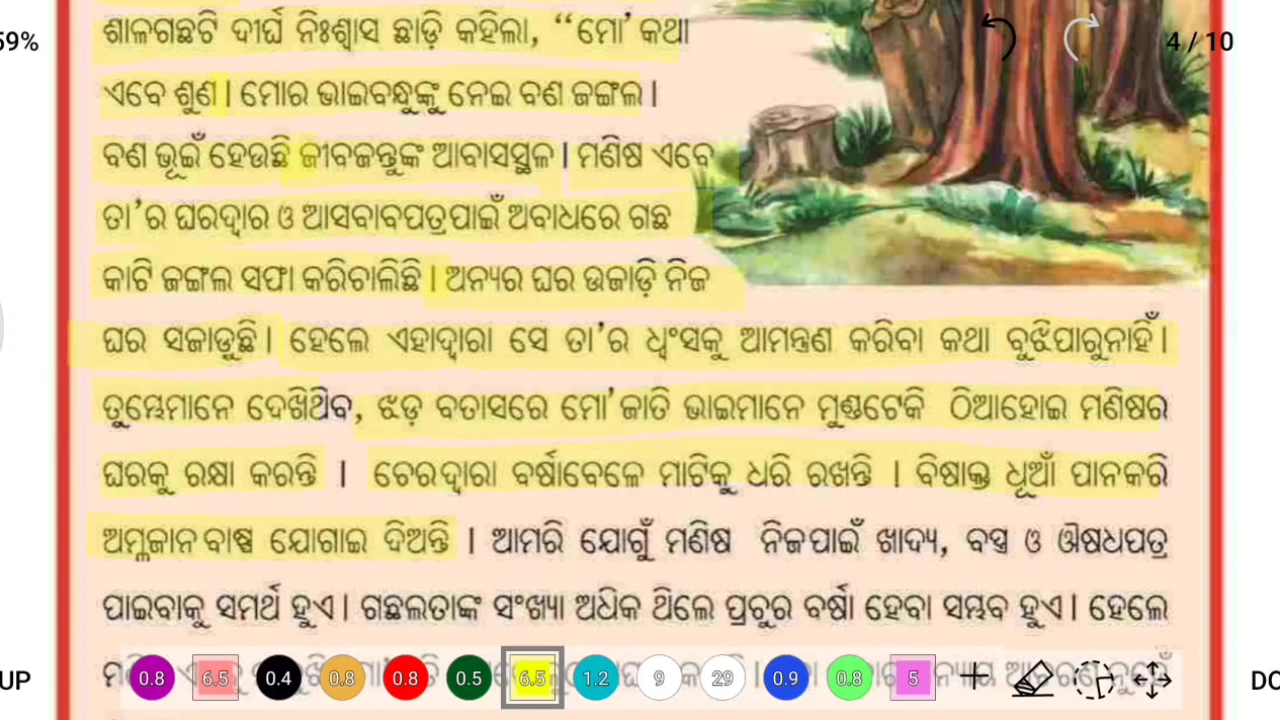 59%
4 / 10
ଶାଳଗଛଟି ଦୀର୍ଘ ନିଃଶ୍ୱାସ ଛାଡ଼ି କହିଲା, “ମୋ’ କଥା
ଏବେ ଶୁଣ। ମୋର ଭାଇବନ୍ଧୁଙ୍କୁ ନେଇ ବଣ ଜଙ୍ଗଲ।
ବଣ ଭୂଇଁ ହେଉଛି ଜୀବଜନ୍ତୁଙ୍କ ଆବାସସ୍ଥଳ। ମଣିଷ ଏବେ
ତା’ର ଘରଦ୍ୱାର ଓ ଆସବାବପତ୍ରପାଇଁ ଅବାଧରେ ଗଛ
କାଟି ଜଙ୍ଗଲ ସଫା କରିଚାଲିଛି। ଅନ୍ୟର ଘର ଉଜାଡ଼ି ନିଜ
ଘର ସଜାଡୁଛି। ହେଲେ ଏହାଦ୍ୱାରା ସେ ତା’ର ଧ୍ୱଂସକୁ ଆମନ୍ତ୍ରଣ କରିବା କଥା ବୁଝିପାରୁନାହିଁ।
ତୁମ୍ଭେମାନେ ଦେଖିଥିବ, ଝଡ଼ ବତାସରେ ମୋ’ ଜାତି ଭାଇମାନେ ମୁଣ୍ଡଟେକି ଠିଆହୋଇ ମଣିଷର
ଘରକୁ ରକ୍ଷା କରନ୍ତି । ଚେରଦ୍ୱାରା ବର୍ଷାବେଳେ ମାଟିକୁ ଧରି ରଖନ୍ତି । ବିଷାକ୍ତ ଧୂଆଁ ପାନକରି
ଅମ୍ଳଜାନ ବାଷ୍ପ ଯୋଗାଇ ଦିଅନ୍ତି । ଆମରି ଯୋଗୁଁ ମଣିଷ ନିଜପାଇଁ ଖାଦ୍ୟ, ବସ୍ତ୍ର ଓ ଔଷଧପତ୍ର
ପାଇବାକୁ ସମର୍ଥ ହୁଏ। ଗଛଲତାଙ୍କ ସଂଖ୍ୟା ଅଧିକ ଥିଲେ ପ୍ରଚୁର ବର୍ଷା ହେବା ସମ୍ଭବ ହୁଏ। ହେଲେ
UP
0.8 6.5 0.4 0.8 0.8 0.5 6.5 1.2 9 29 0.9 0.8 5